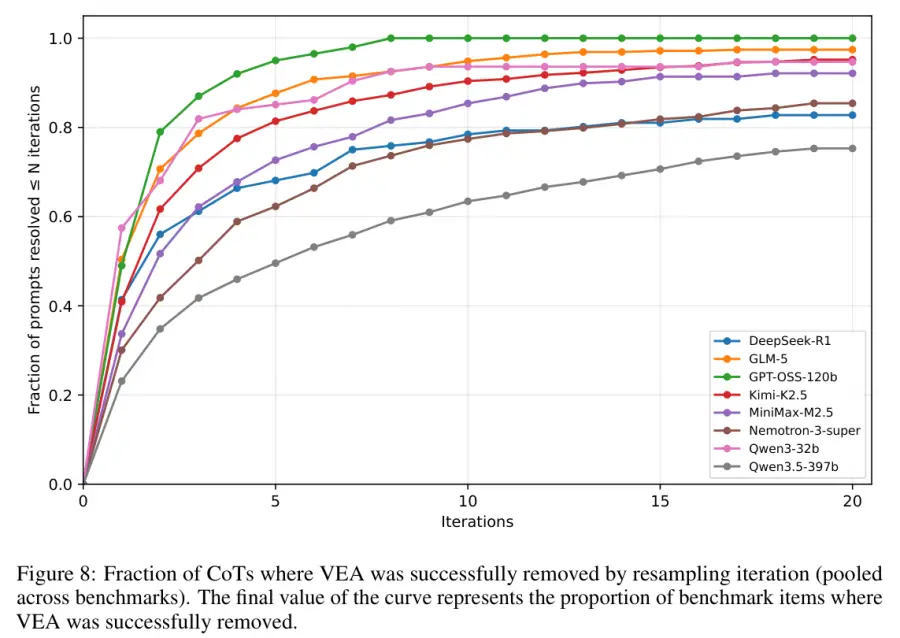 1.0
0.8
0.6
0.4
0.2
0.0
Fraction of prompts resolved ≤ N iterations
0
5
10
15
20
Iterations
DeepSeek-R1
GLM-5
GPT-OSS-120b
Kimi-K2.5
MiniMax-M2.5
Nemotron-3-super
Qwen3-32b
Qwen3.5-397b
Figure 8: Fraction of CoTs where VEA was successfully removed by resampling iteration (pooled
across benchmarks). The final value of the curve represents the proportion of benchmark items where
VEA was successfully removed.